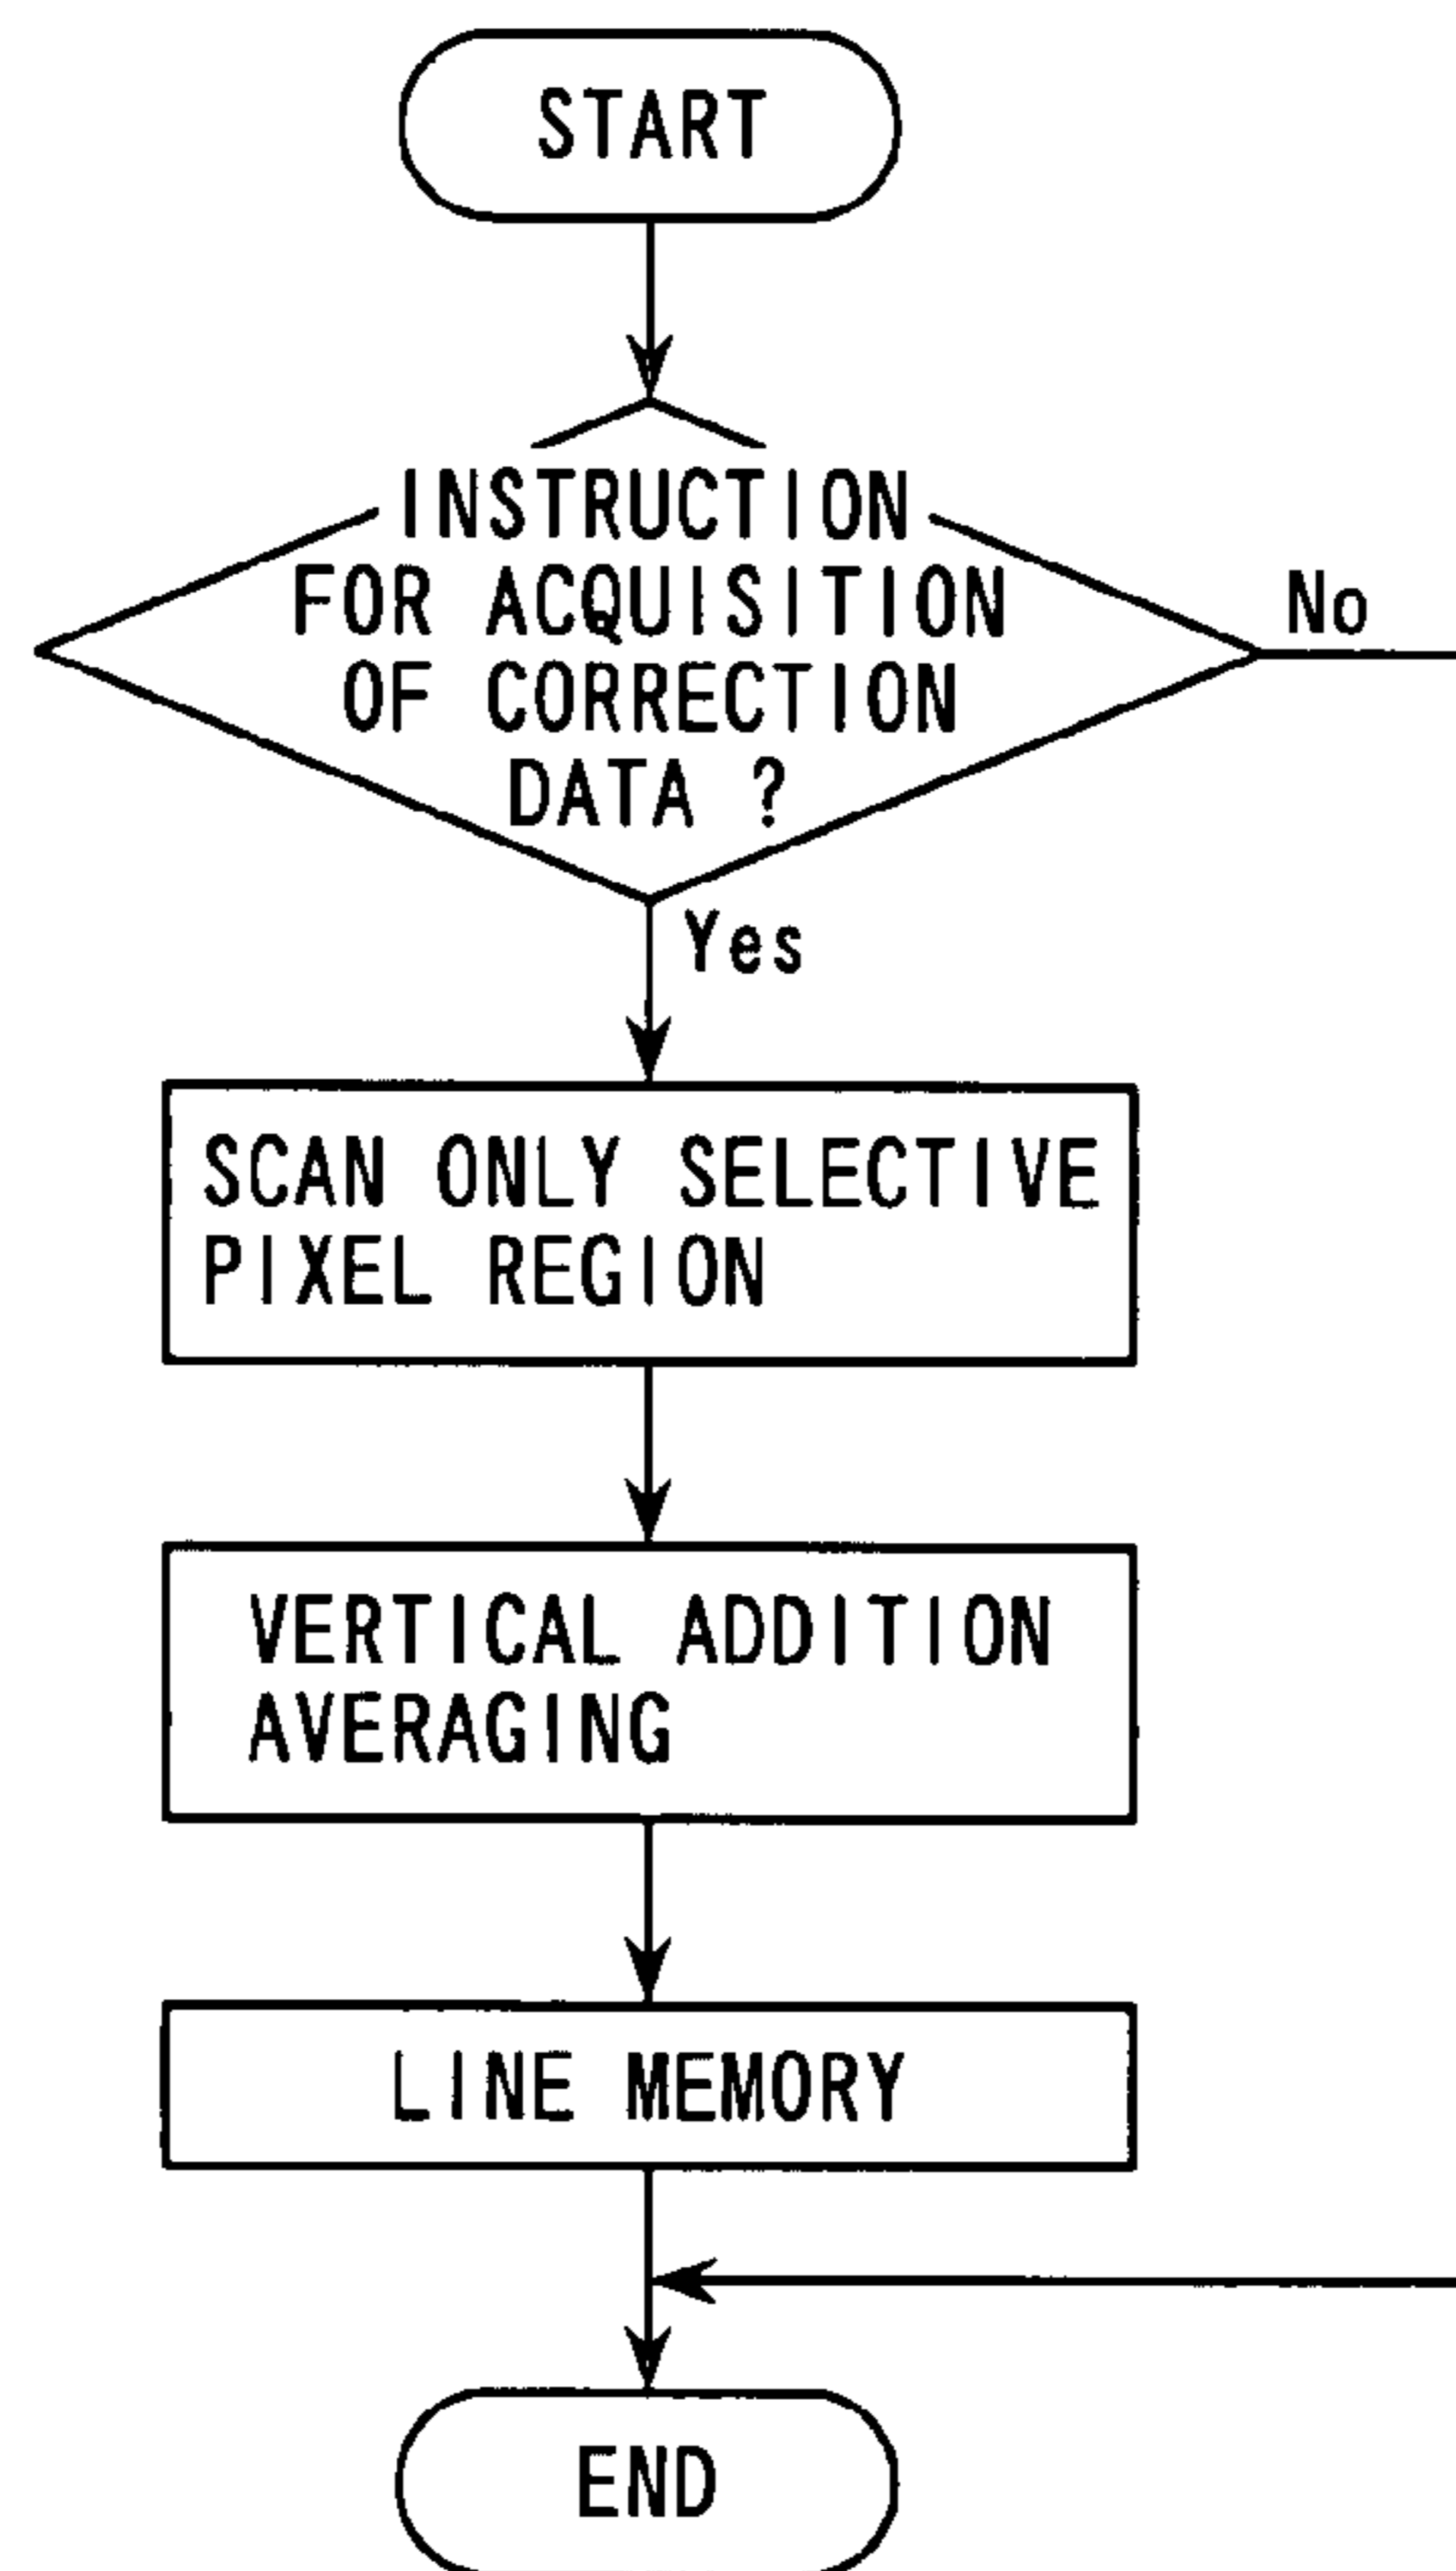 START
INSTRUCTION
FOR ACQUISITION
OF CORRECTION
DATA ?
No
Yes
SCAN ONLY SELECTIVE
PIXEL REGION
VERTICAL ADDITION
AVERAGING
LINE MEMORY
END